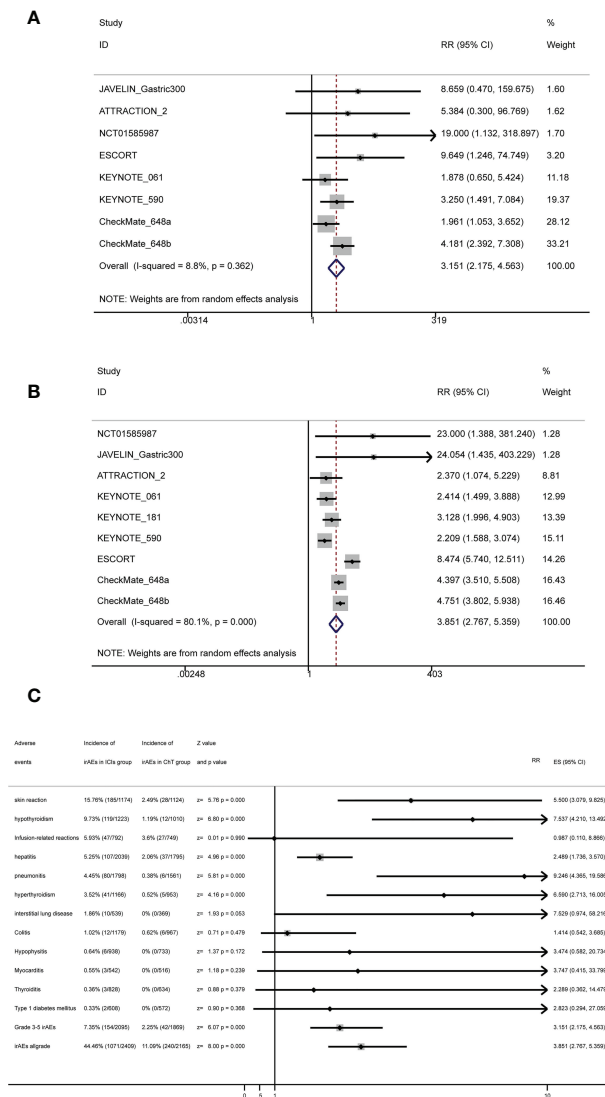 A
Study %
ID RR (95% CI) Weight
JAVELIN_Gastric300 8.659 (0.470, 159.675) 1.60
ATTRACTION_2 5.384 (0.300, 96.769) 1.62
NCT01585987 19.000 (1.132, 318.897) 1.70
ESCORT 9.649 (1.246, 74.749) 3.20
KEYNOTE_061 1.878 (0.650, 5.424) 11.18
KEYNOTE_590 3.250 (1.491, 7.084) 19.37
CheckMate_648a 1.961 (1.053, 3.652) 28.12
CheckMate_648b 4.181 (2.392, 7.308) 33.21
Overall (I-squared = 8.8%, p = 0.362) 3.151 (2.175, 4.563) 100.00
NOTE: Weights are from random effects analysis
.00314 1 319
B
Study %
ID RR (95% CI) Weight
NCT01585987 23.000 (1.388, 381.240) 1.28
JAVELIN_Gastric300 24.054 (1.435, 403.229) 1.28
ATTRACTION_2 2.370 (1.074, 5.229) 8.81
KEYNOTE_061 2.414 (1.499, 3.888) 12.99
KEYNOTE_181 3.128 (1.996, 4.903) 13.39
KEYNOTE_590 2.209 (1.588, 3.074) 15.11
ESCORT 8.474 (5.740, 12.511) 14.26
CheckMate_648a 4.397 (3.510, 5.508) 16.43
CheckMate_648b 4.751 (3.802, 5.938) 16.46
Overall (I-squared = 80.1%, p = 0.000) 3.851 (2.767, 5.359) 100.00
NOTE: Weights are from random effects analysis
.00248 1 403
C
Adverse Incidence of Incidence of Z value
events irAEs in ICIs group irAEs in ChT group and p value RR ES (95% CI)
skin reaction 15.76% (185/1174) 2.49% (28/1124) z= 5.76 p = 0.000 5.500 (3.079, 9.825)
hypothyroidism 9.73% (119/1223) 1.19% (12/1010) z= 6.80 p = 0.000 7.537 (4.210, 13.492
Infusion-related reactions 5.93% (47/792) 3.6% (27/749) z= 0.01 p = 0.990 0.987 (0.110, 8.866)
hepatitis 5.25% (107/2039) 2.06% (37/1795) z= 4.96 p = 0.000 2.489 (1.736, 3.570)
pneumonitis 4.45% (80/1798) 0.38% (6/1561) z= 5.81 p = 0.000 9.246 (4.365, 19.586
hyperthyroidism 3.52% (41/1166) 0.52% (5/953) z= 4.16 p = 0.000 6.590 (2.713, 16.005
interstitial lung disease 1.86% (10/539) 0% (0/369) z= 1.93 p = 0.053 7.529 (0.974, 58.216
Colitis 1.02% (12/1179) 0.62% (6/967) z= 0.71 p = 0.479 1.414 (0.542, 3.685)
Hypophysitis 0.64% (6/938) 0% (0/733) z= 1.37 p = 0.172 3.474 (0.582, 20.734
Myocarditis 0.55% (3/542) 0% (0/516) z= 1.18 p = 0.239 3.747 (0.415, 33.799
Thyroiditis 0.36% (3/828) 0% (0/634) z= 0.88 p = 0.379 2.289 (0.362, 14.479
Type 1 diabetes mellitus 0.33% (2/608) 0% (0/572) z= 0.90 p = 0.368 2.823 (0.294, 27.059
Grade 3-5 irAEs 7.35% (154/2095) 2.25% (42/1869) z= 6.07 p = 0.000 3.151 (2.175, 4.563)
irAEs allgrade 44.46% (1071/2409) 11.09% (240/2165) z= 8.00 p = 0.000 3.851 (2.767, 5.359)
0 .5 1 10